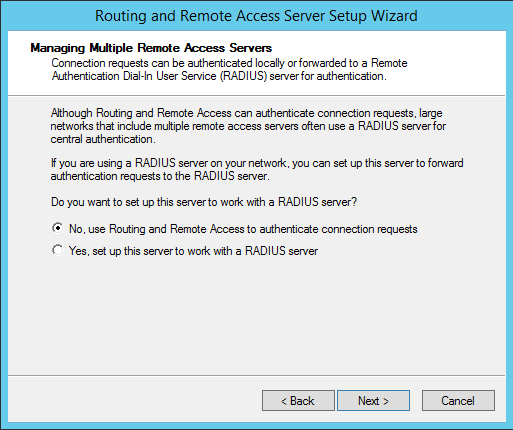 Routing and Remote Access Server Setup Wizard
Managing Multiple Remote Access Servers
Connection requests can be authenticated locally or forwarded to a Remote
Authentication Dial-In User Service (RADIUS) server for authentication.
Although Routing and Remote Access can authenticate connection requests, large
networks that include multiple remote access servers often use a RADIUS server for
central authentication.
If you are using a RADIUS server on your network, you can set up this server to forward
authentication requests to the RADIUS server.
Do you want to set up this server to work with a RADIUS server?
No, use Routing and Remote Access to authenticate connection requests
Yes, set up this server to work with a RADIUS server
< Back
Next >
Cancel